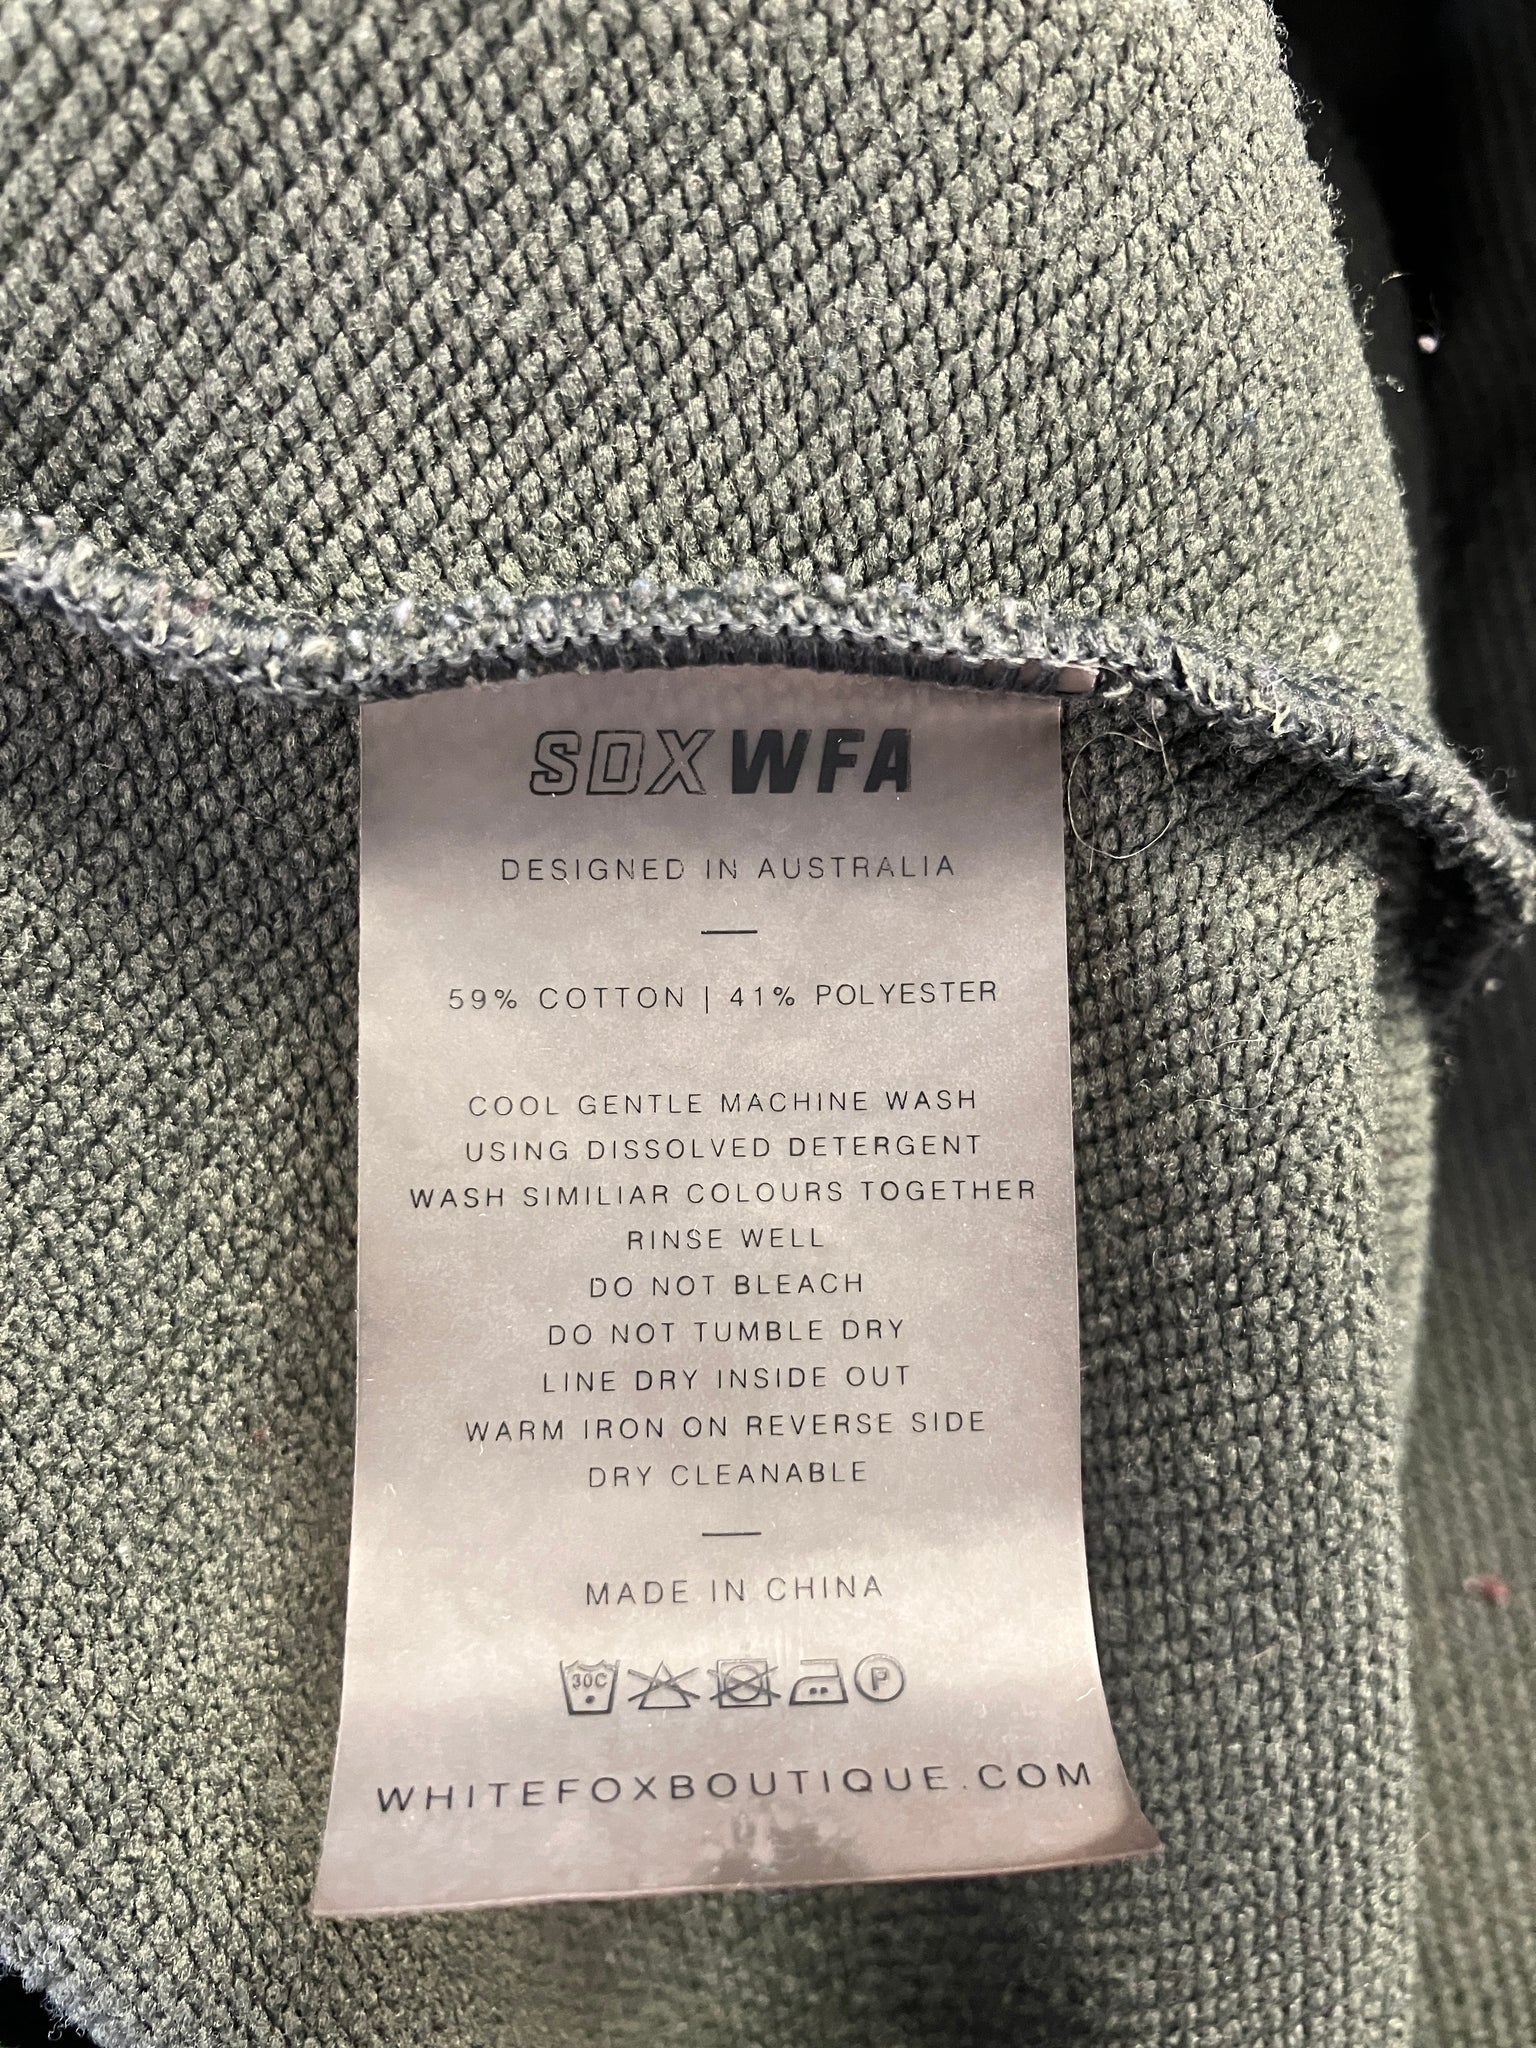 SDXWFA
DESIGNED IN AUSTRALIA
59% COTTON | 41% POLYESTER
COOL GENTLE MACHINE WASH
USING DISSOLVED DETERGENT
WASH SIMILIAR COLOURS TOGETHER
RINSE WELL
DO NOT BLEACH
DO NOT TUMBLE DRY
LINE DRY INSIDE OUT
WARM IRON ON REVERSE SIDE
DRY CLEANABLE
MADE IN CHINA
30C P
WHITEFOXBOUTIQUE.COM